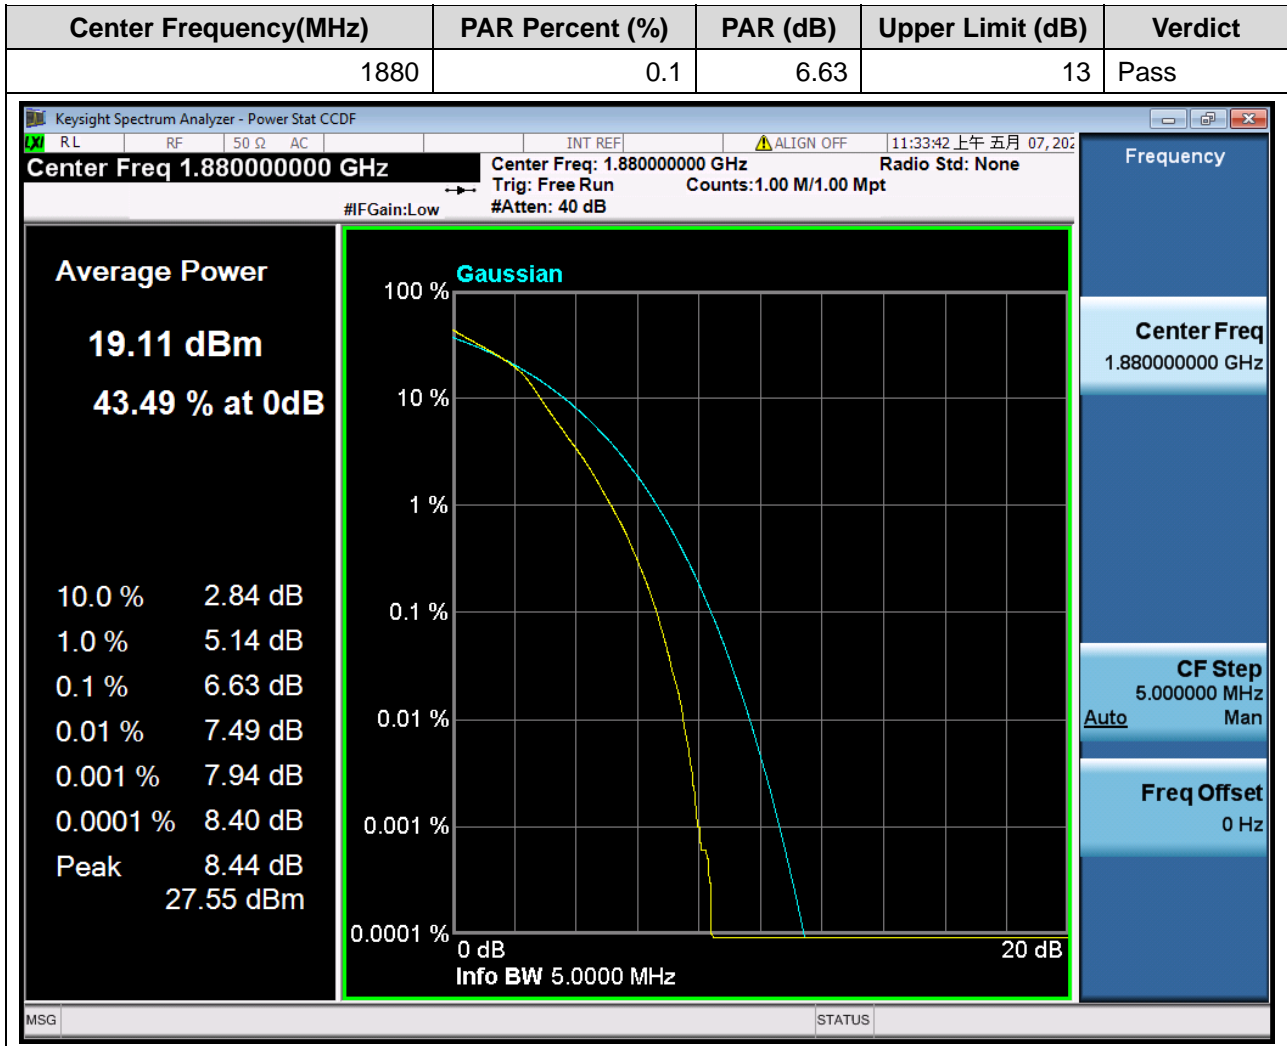 Center Frequency(MHz) PAR Percent (%) PAR (dB) Upper Limit (dB) Verdict
1880 0.1 6.63 13 Pass
Keysight Spectrum Analyzer - Power Stat CCDF
LXI RL RF 50 Ω AC INT REF ALIGN OFF 11:33:42 上午 五月 07, 202
Center Freq 1.880000000 GHz
Center Freq: 1.880000000 GHz Radio Std: None
Trig: Free Run Counts:1.00 M/1.00 Mpt
#IFGain:Low #Atten: 40 dB
Average Power
19.11 dBm
43.49 % at 0dB
10.0 % 2.84 dB
1.0 % 5.14 dB
0.1 % 6.63 dB
0.01 % 7.49 dB
0.001 % 7.94 dB
0.0001 % 8.40 dB
Peak 8.44 dB
27.55 dBm
Gaussian
100 %
10 %
1 %
0.1 %
0.01 %
0.001 %
0.0001 %
0 dB 20 dB
Info BW 5.0000 MHz
Frequency
Center Freq
1.880000000 GHz
CF Step
5.000000 MHz
Auto Man
Freq Offset
0 Hz
MSG STATUS